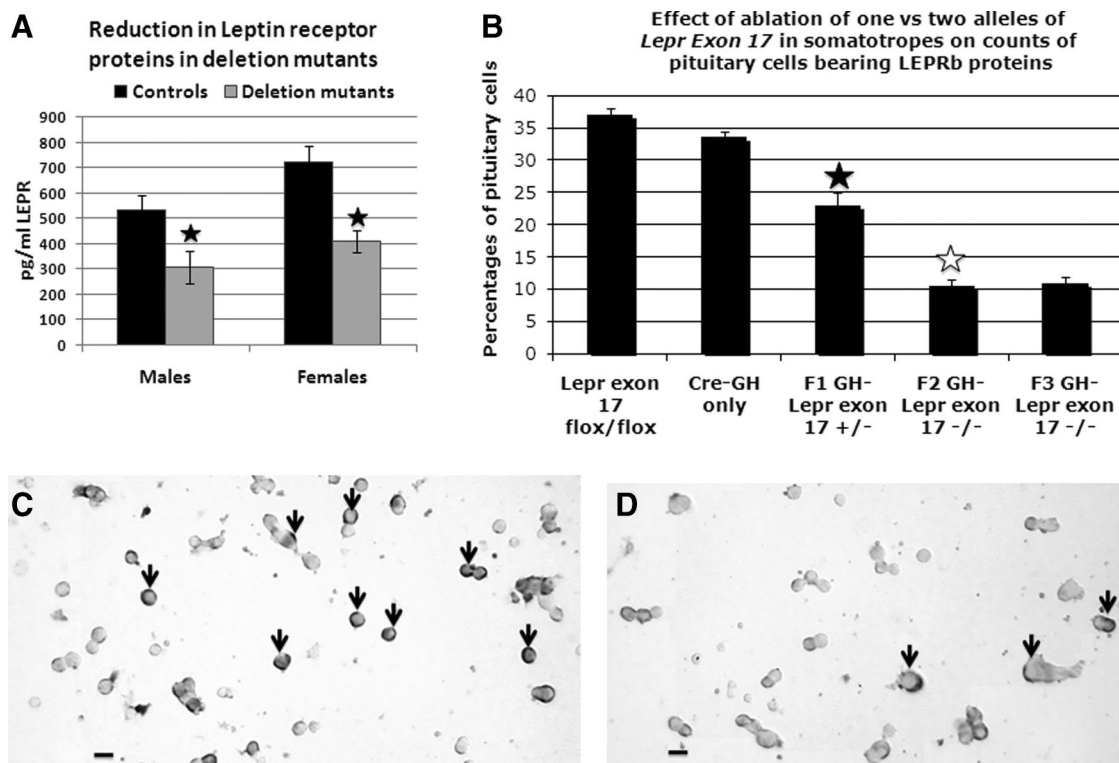 A
Reduction in Leptin receptor
proteins in deletion mutants
Controls Deletion mutants
900
800
700
600
500
400
300
200
100
0
pg/ml LEPR
Males Females
B
Effect of ablation of one vs two alleles of
Lepr Exon 17 in somatotropes on counts of
pituitary cells bearing LEPRb proteins
40
35
30
25
20
15
10
5
0
Percentages of pituitary cells
Lepr exon
17
flox/flox
Cre-GH
only
F1 GH-
Lepr exon
17 +/-
F2 GH-
Lepr exon
17 -/-
F3 GH-
Lepr exon
17 -/-
C
D